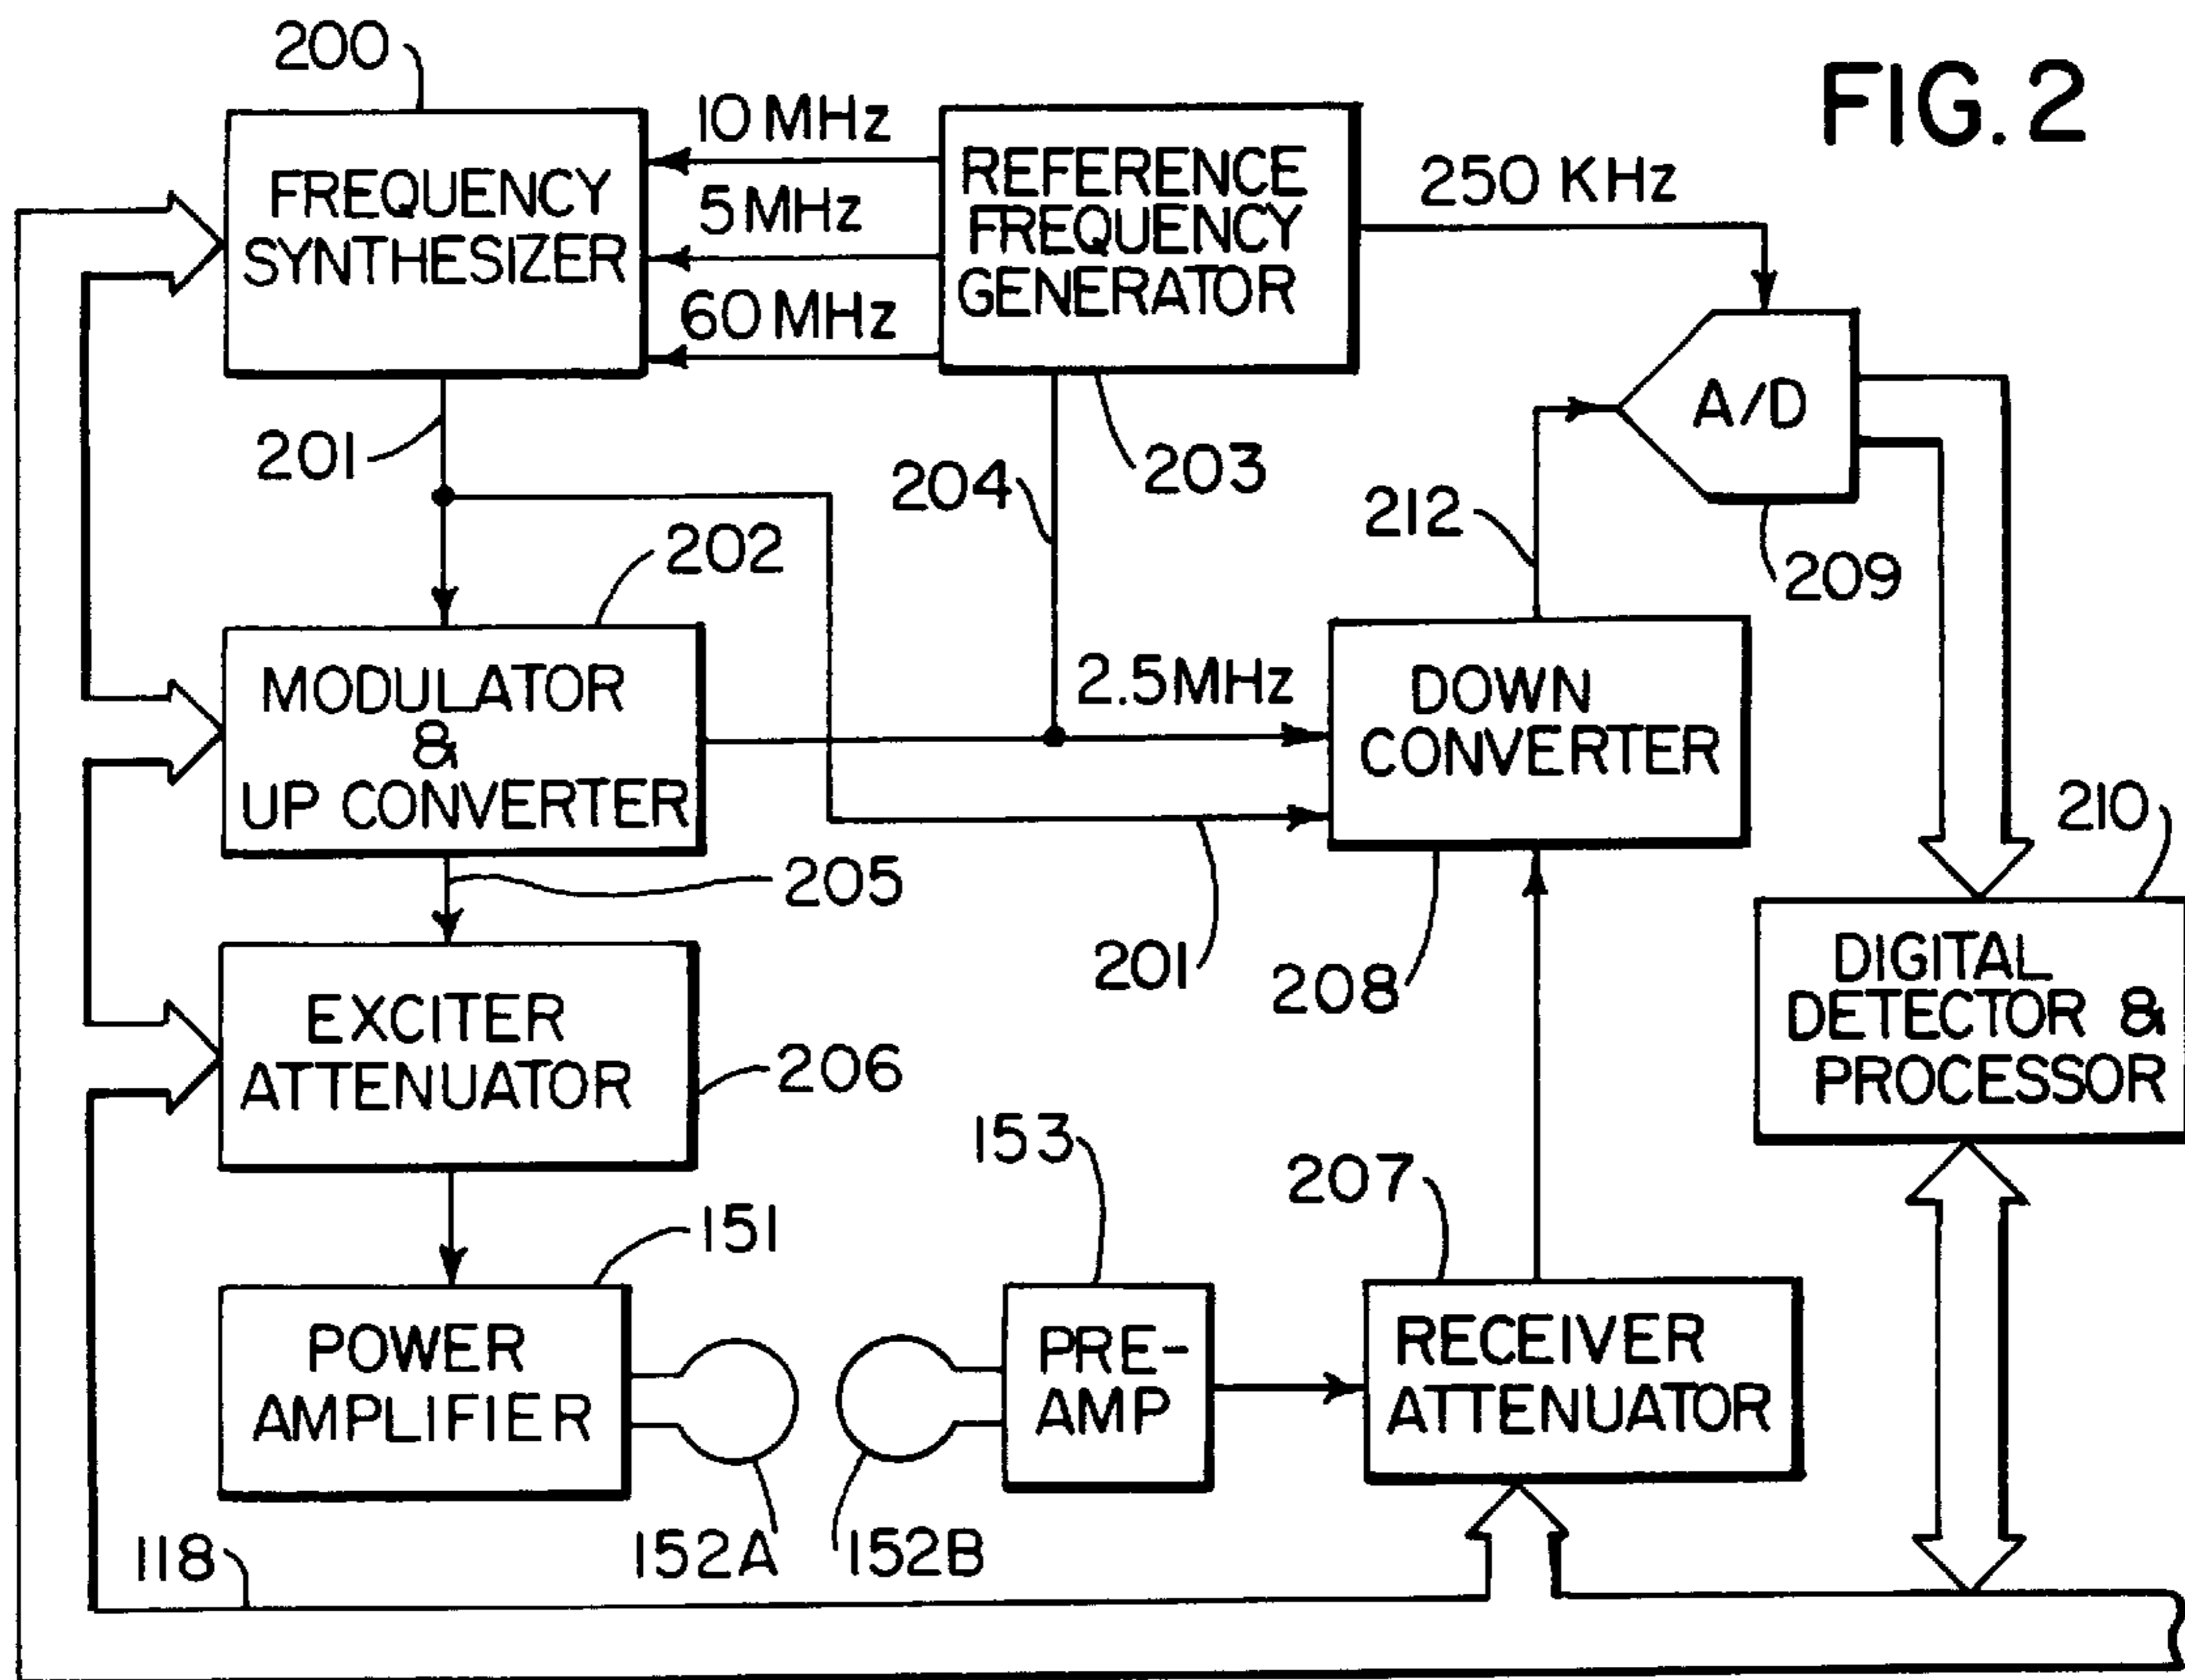 FIG. 2
200
10 MHz
5 MHz
60 MHz
FREQUENCY
SYNTHESIZER
REFERENCE
FREQUENCY
GENERATOR
250 KHz
A/D
201
204
203
212
209
202
MODULATOR
&
UP CONVERTER
2.5MHz
DOWN
CONVERTER
210
205
201
208
DIGITAL
DETECTOR &
PROCESSOR
EXCITER
ATTENUATOR
206
153
207
151
POWER
AMPLIFIER
PRE-
AMP
RECEIVER
ATTENUATOR
118
152A
152B